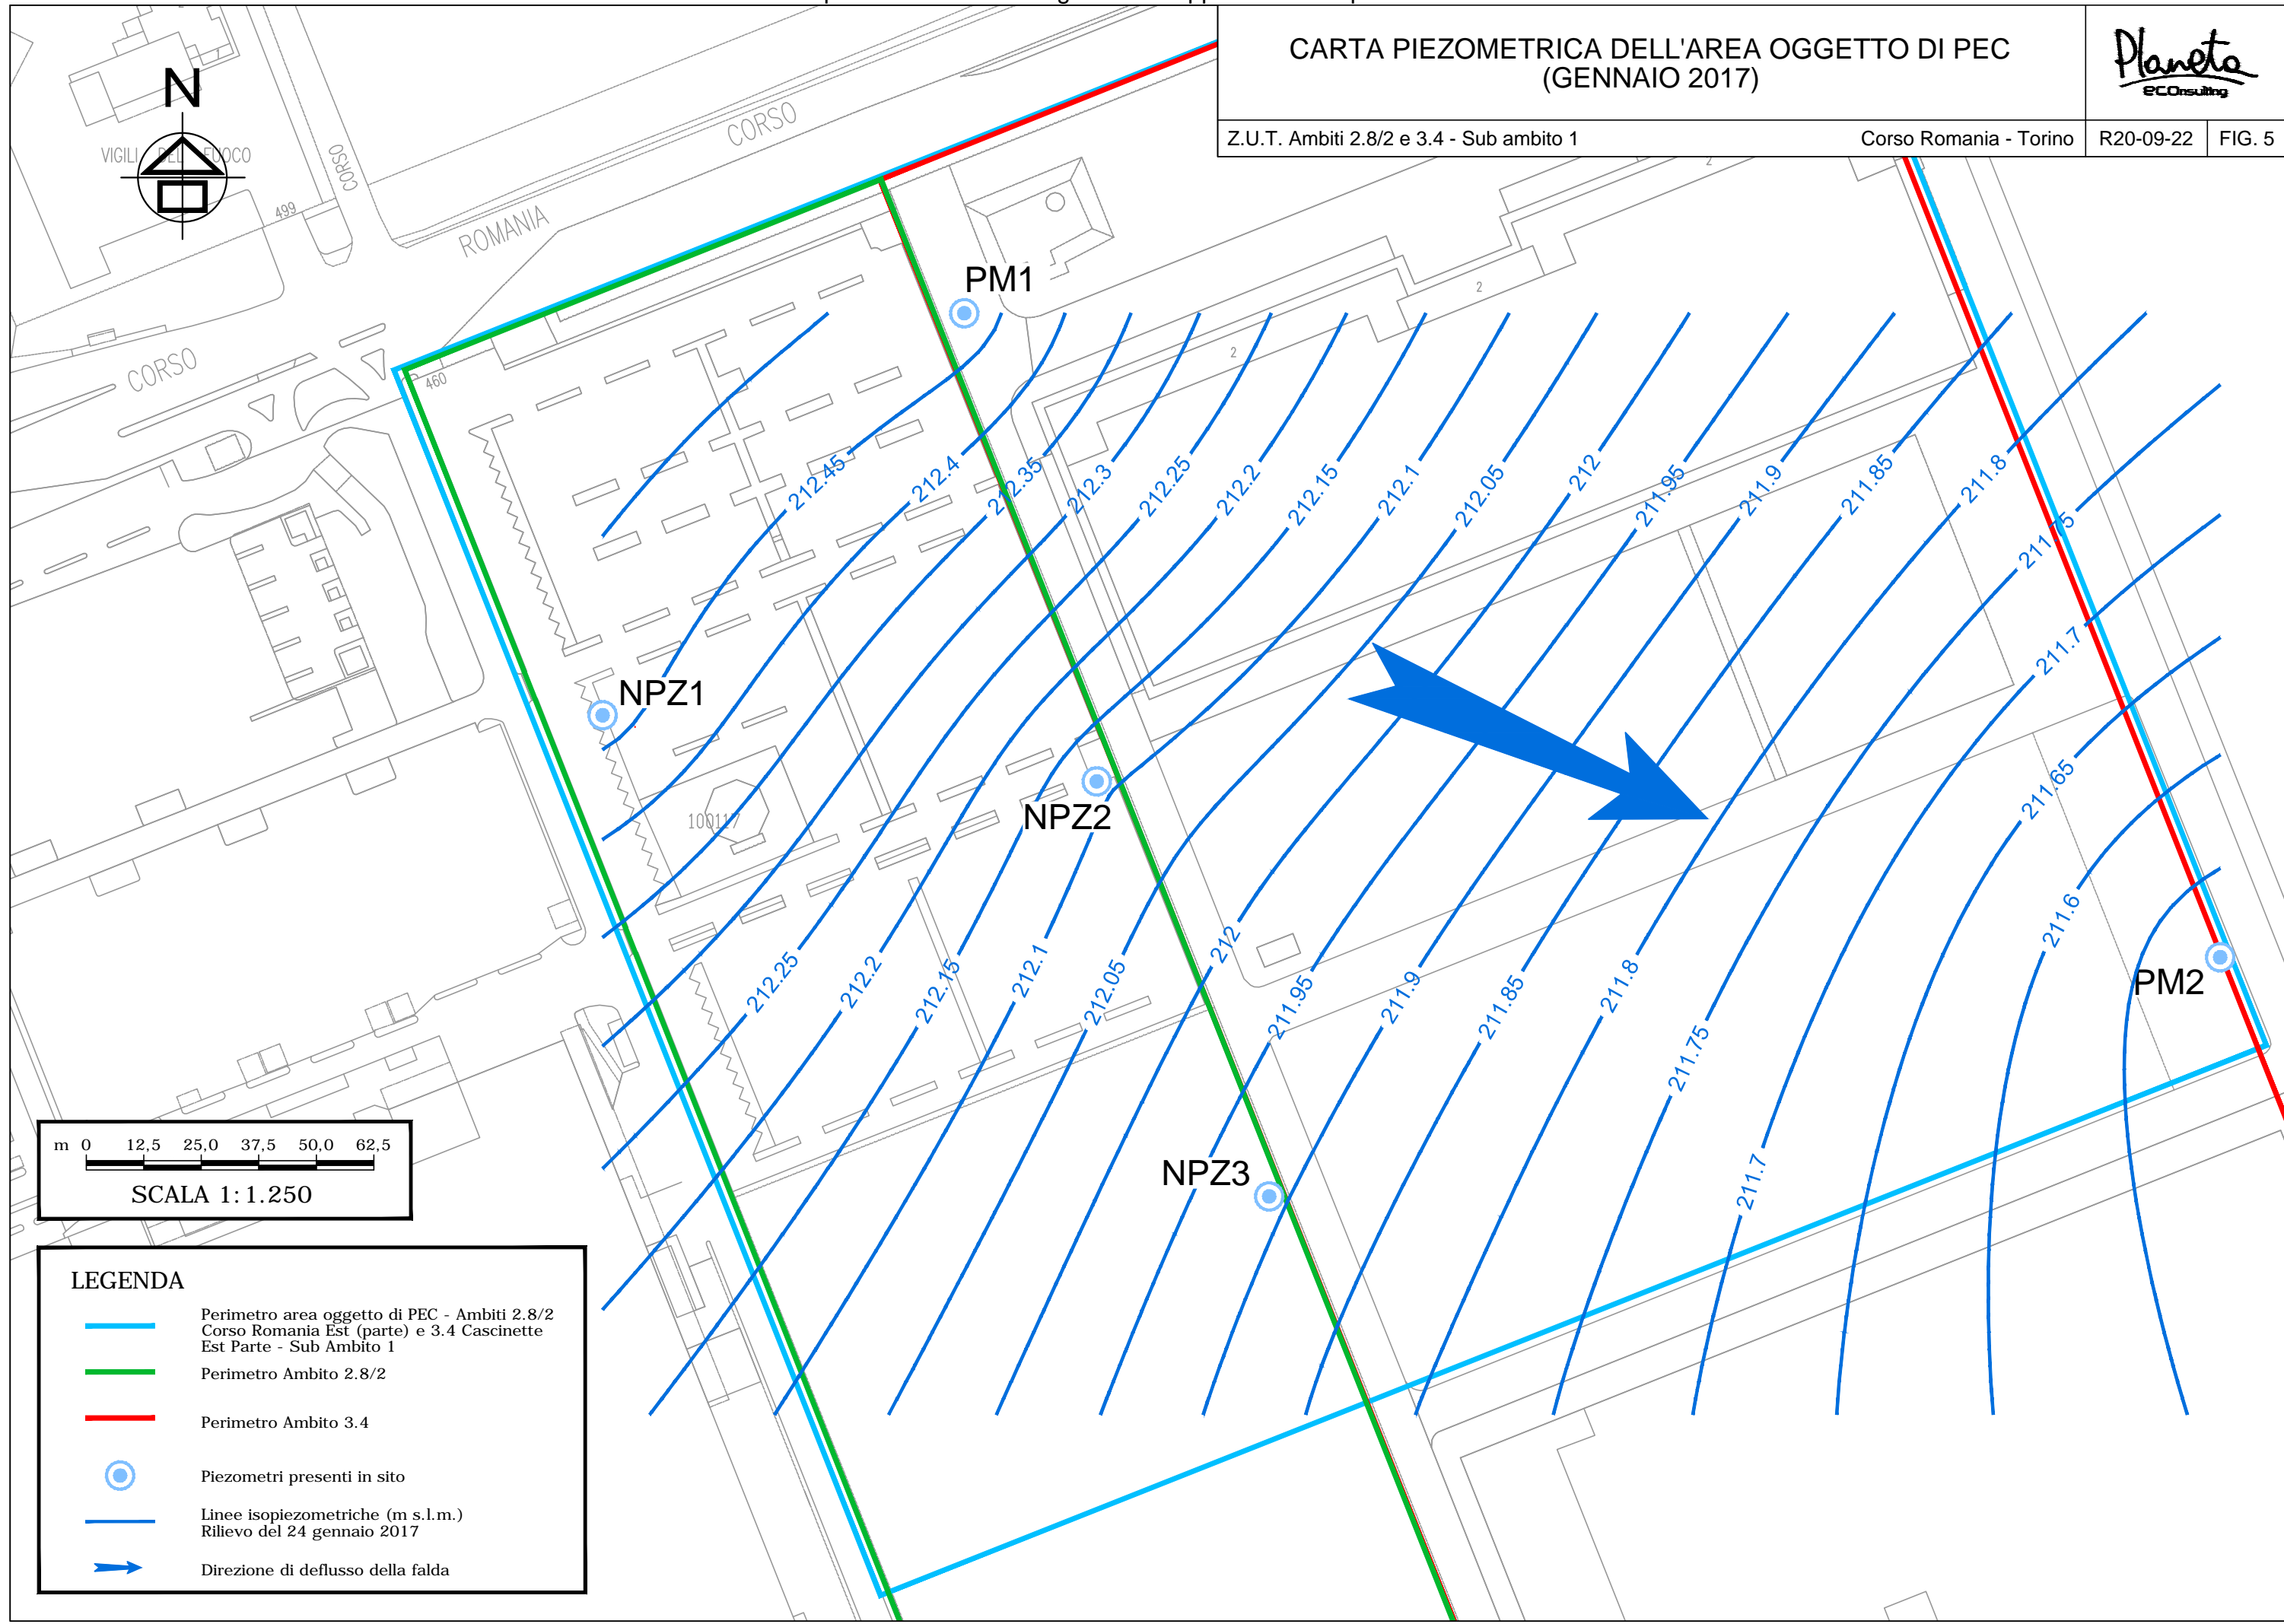 CARTA PIEZOMETRICA DELL'AREA OGGETTO DI PEC
(GENNAIO 2017)
Planeta
eCOnsulting
Z.U.T. Ambiti 2.8/2 e 3.4 - Sub ambito 1
Corso Romania - Torino
R20-09-22
FIG. 5
N
VIGILI DEL FUOCO
CORSO
499
CORSO
ROMANIA
CORSO
460
2
2
2
PM1
212.45
212.4
212.35
212.3
212.25
212.2
212.15
212.1
212.05
212
211.95
211.9
211.85
211.8
211.75
211.7
211.65
211.6
NPZ1
NPZ2
100117
212.25
212.2
212.15
212.1
212.05
212
211.95
211.9
211.85
211.8
211.75
211.7
PM2
NPZ3
m 0 12,5 25,0 37,5 50,0 62,5
SCALA 1:1.250
LEGENDA
Perimetro area oggetto di PEC - Ambiti 2.8/2
Corso Romania Est (parte) e 3.4 Cascinette
Est Parte - Sub Ambito 1
Perimetro Ambito 2.8/2
Perimetro Ambito 3.4
Piezometri presenti in sito
Linee isopiezometriche (m s.l.m.)
Rilievo del 24 gennaio 2017
Direzione di deflusso della falda